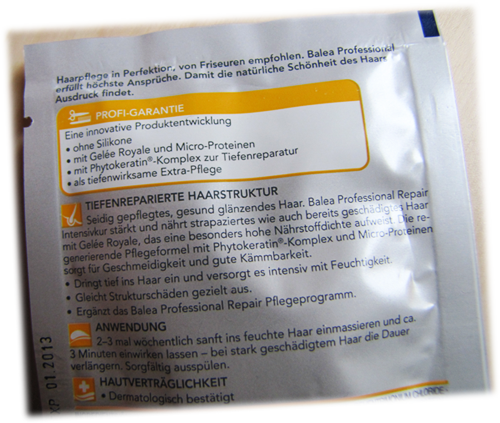 Haarpflege in Perfektion, von Friseuren empfohlen. Balea Professional
erfüllt höchste Ansprüche. Damit die natürliche Schönheit des Haars
Ausdruck findet.
PROFI-GARANTIE
Eine innovative Produktentwicklung
• ohne Silikone
• mit Gelée Royale und Micro-Proteinen
• mit Phytokeratin®-Komplex zur Tiefenreparatur
• als tiefenwirksame Extra-Pflege
TIEFENREPARIERTE HAARSTRUKTUR
Seidig gepflegtes, gesund glänzendes Haar. Balea Professional Repair
Intensivkur stärkt und nährt strapaziertes wie auch bereits geschädigtes Haar
mit Gelée Royale, das eine besonders hohe Nährstoffdichte aufweist. Die re-
generierende Pflegeformel mit Phytokeratin®-Komplex und Micro-Proteinen
sorgt für Geschmeidigkeit und gute Kämmbarkeit.
• Dringt tief ins Haar ein und versorgt es intensiv mit Feuchtigkeit.
• Gleicht Strukturschäden gezielt aus.
• Ergänzt das Balea Professional Repair Pflegeprogramm.
ANWENDUNG
2–3 mal wöchentlich sanft ins feuchte Haar einmassieren und ca.
3 Minuten einwirken lassen – bei stark geschädigtem Haar die Dauer
verlängern. Sorgfältig ausspülen.
HAUTVERTRÄGLICHKEIT
• Dermatologisch bestätigt
XP 01.2013
CHLORIDE